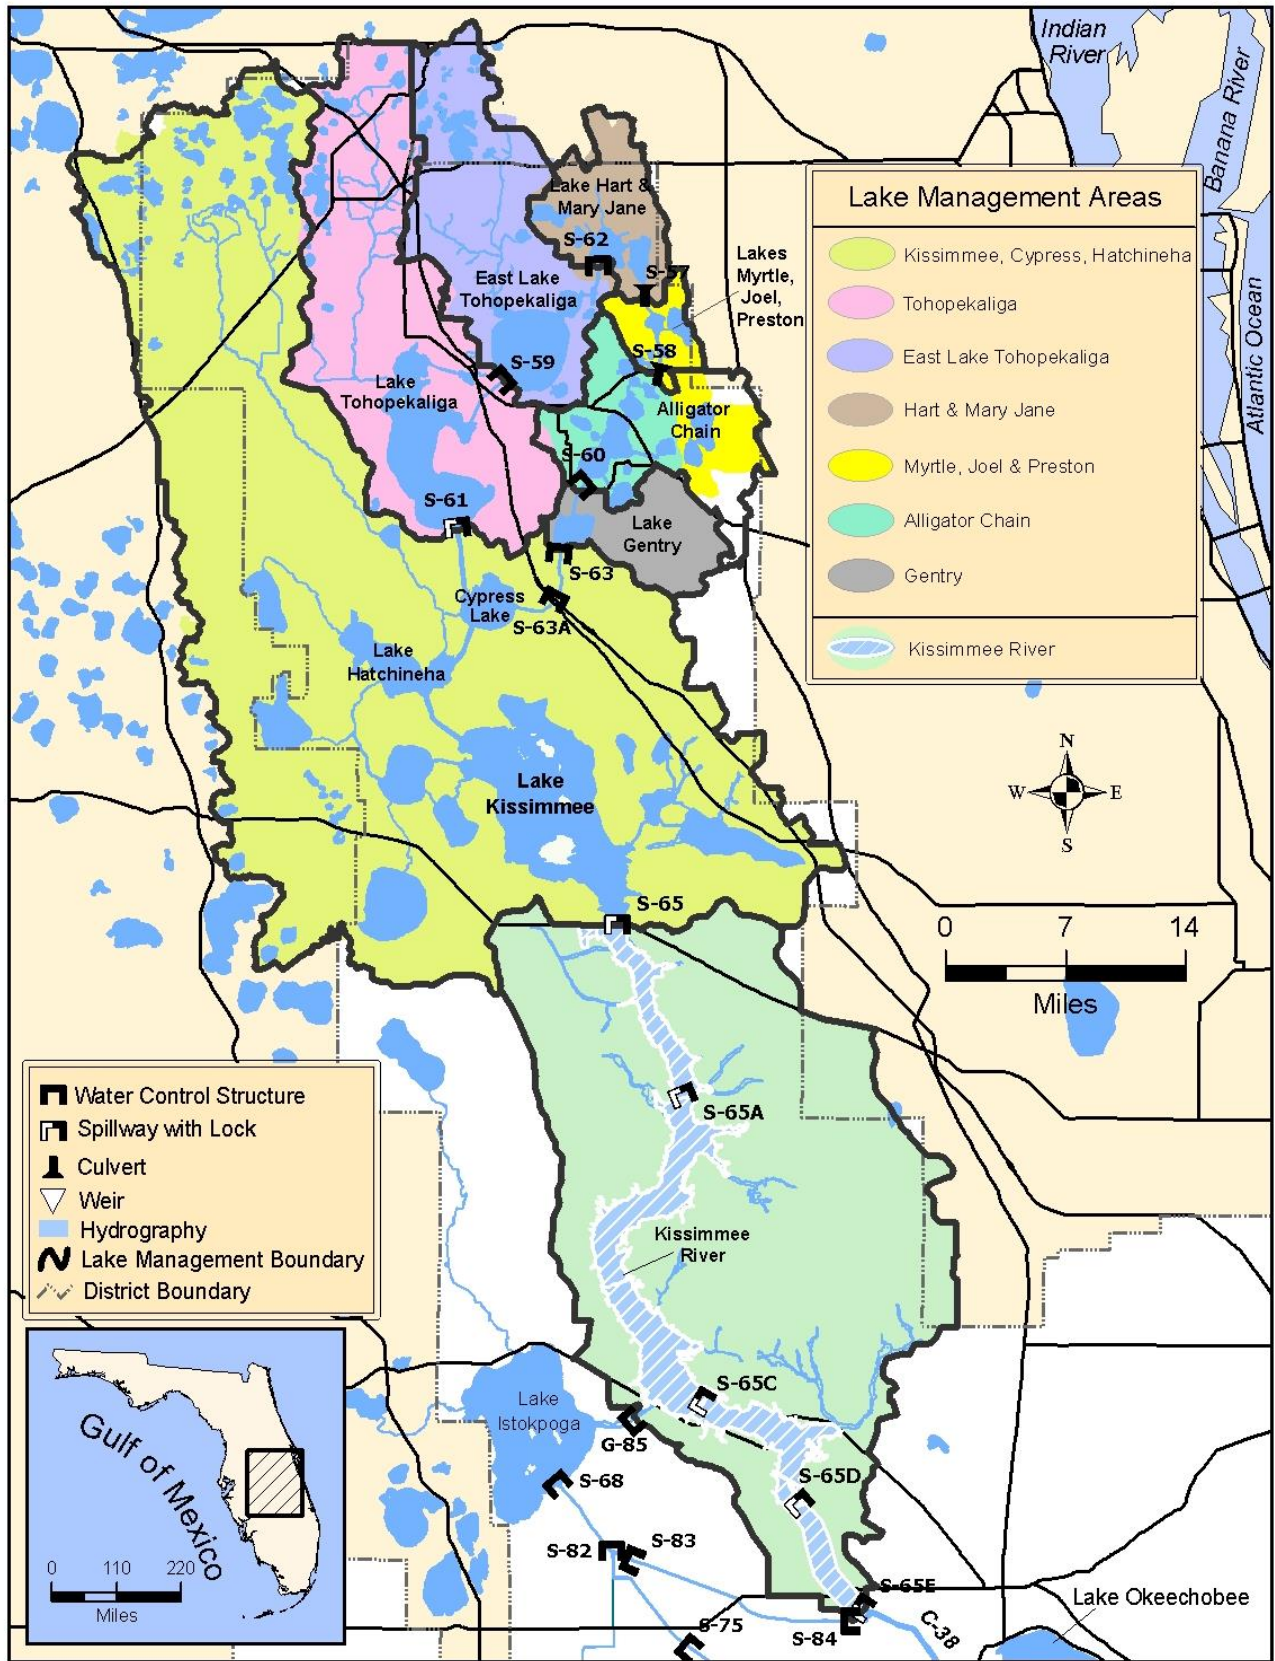 Indian
River
Banana River
Atlantic Ocean
Lake Management Areas
Kissimmee, Cypress, Hatchineha
Tohopekaliga
East Lake Tohopekaliga
Hart & Mary Jane
Myrtle, Joel & Preston
Alligator Chain
Gentry
Kissimmee River
Lake Hart &
Mary Jane
S-62
S-57
Lakes
Myrtle,
Joel,
Preston
East Lake
Tohopekaliga
S-59
S-58
Lake
Tohopekaliga
Alligator
Chain
S-60
S-61
Lake
Gentry
S-63
Cypress
Lake
S-63A
Lake
Hatchineha
Lake
Kissimmee
N
W
E
S
S-65
0 7 14
Miles
Water Control Structure
Spillway with Lock
Culvert
Weir
Hydrography
Lake Management Boundary
District Boundary
S-65A
Kissimmee
River
S-65C
Lake
Istokpoga
G-85
S-68
S-65D
S-82
S-83
S-65E
S-84
S-75
C-38
Lake Okeechobee
Gulf of Mexico
0 110 220
Miles